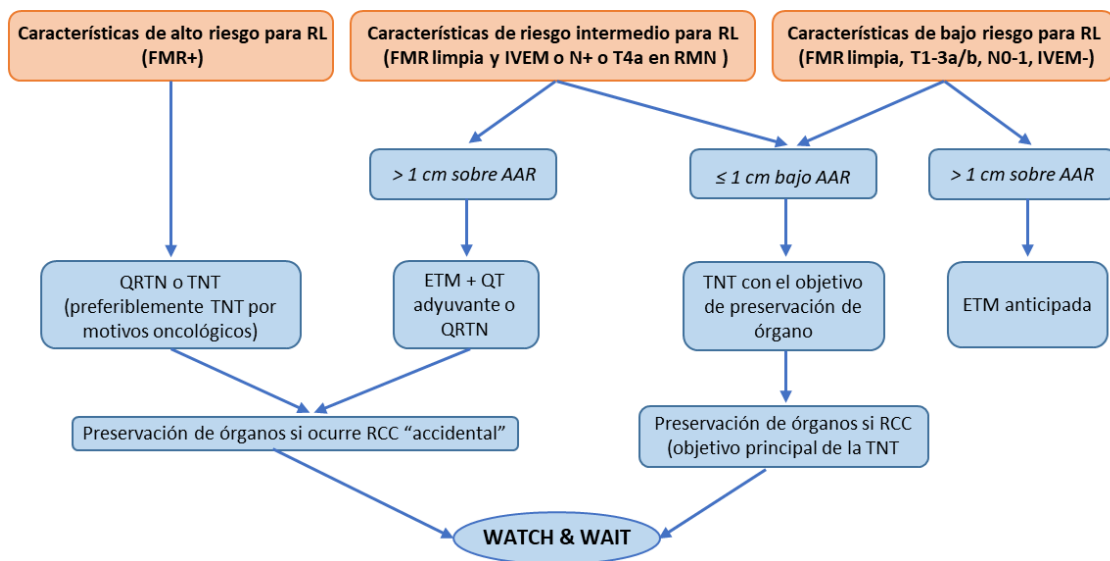 Características de alto riesgo para RL
(FMR+)
Características de riesgo intermedio para RL
(FMR limpia y IVEM o N+ o T4a en RMN )
Características de bajo riesgo para RL
(FMR limpia, T1-3a/b, N0-1, IVEM-)
> 1 cm sobre AAR
≤ 1 cm bajo AAR
> 1 cm sobre AAR
QRTN o TNT
(preferiblemente TNT por
motivos oncológicos)
ETM + QT
adyuvante o
QRTN
TNT con el objetivo
de preservación de
órgano
ETM anticipada
Preservación de órganos si ocurre RCC “accidental”
Preservación de órganos si RCC
(objetivo principal de la TNT
WATCH & WAIT